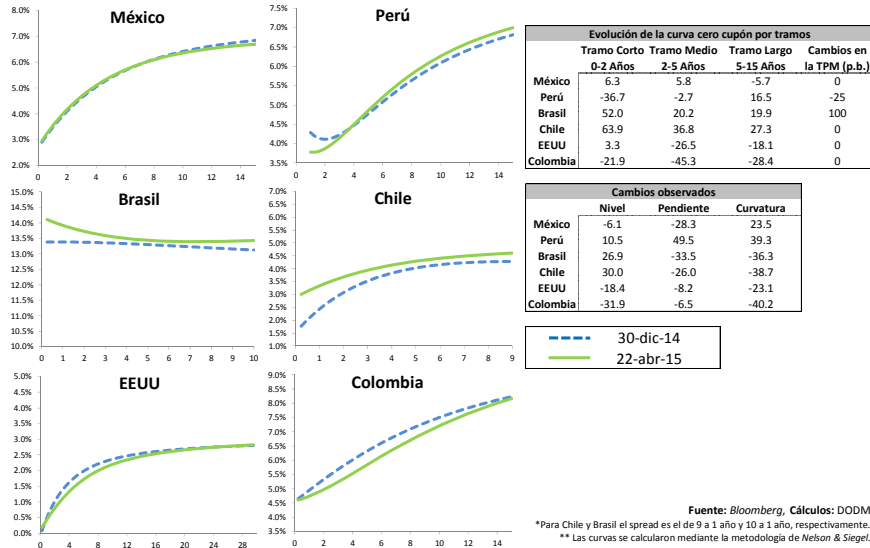 México
8.0%
7.0%
6.0%
5.0%
4.0%
3.0%
2.0%
0 2 4 6 8 10 12 14
Perú
7.5%
7.0%
6.5%
6.0%
5.5%
5.0%
4.5%
4.0%
3.5%
0 2 4 6 8 10 12 14
Evolución de la curva cero cupón por tramos
Tramo Corto Tramo Medio Tramo Largo Cambios en
0-2 Años 2-5 Años 5-15 Años la TPM (p.b.)
México 6.3 5.8 -5.7 0
Perú -36.7 -2.7 16.5 -25
Brasil 52.0 20.2 19.9 100
Chile 63.9 36.8 27.3 0
EEUU 3.3 -26.5 -18.1 0
Colombia -21.9 -45.3 -28.4 0
Brasil
15.0%
14.5%
14.0%
13.5%
13.0%
12.5%
12.0%
11.5%
11.0%
10.5%
10.0%
0 1 2 3 4 5 6 7 8 9 10
Chile
7.0%
6.5%
6.0%
5.5%
5.0%
4.5%
4.0%
3.5%
3.0%
2.5%
2.0%
1.5%
1.0%
0 1 2 3 4 5 6 7 8 9
Cambios observados
Nivel Pendiente Curvatura
México -6.1 -28.3 23.5
Perú 10.5 49.5 39.3
Brasil 26.9 -33.5 -36.3
Chile 30.0 -26.0 -38.7
EEUU -18.4 -8.2 -23.1
Colombia -31.9 -6.5 -40.2
30-dic-14
22-abr-15
EEUU
5.0%
4.5%
4.0%
3.5%
3.0%
2.5%
2.0%
1.5%
1.0%
0.5%
0.0%
0 4 8 12 16 20 24 28
Colombia
9.0%
8.5%
8.0%
7.5%
7.0%
6.5%
6.0%
5.5%
5.0%
4.5%
4.0%
3.5%
0 2 4 6 8 10 12 14
Fuente: Bloomberg, Cálculos: DODM
*Para Chile y Brasil el spread es el de 9 a 1 año y 10 a 1 año, respectivamente.
** Las curvas se calcularon mediante la metodología de Nelson & Siegel.